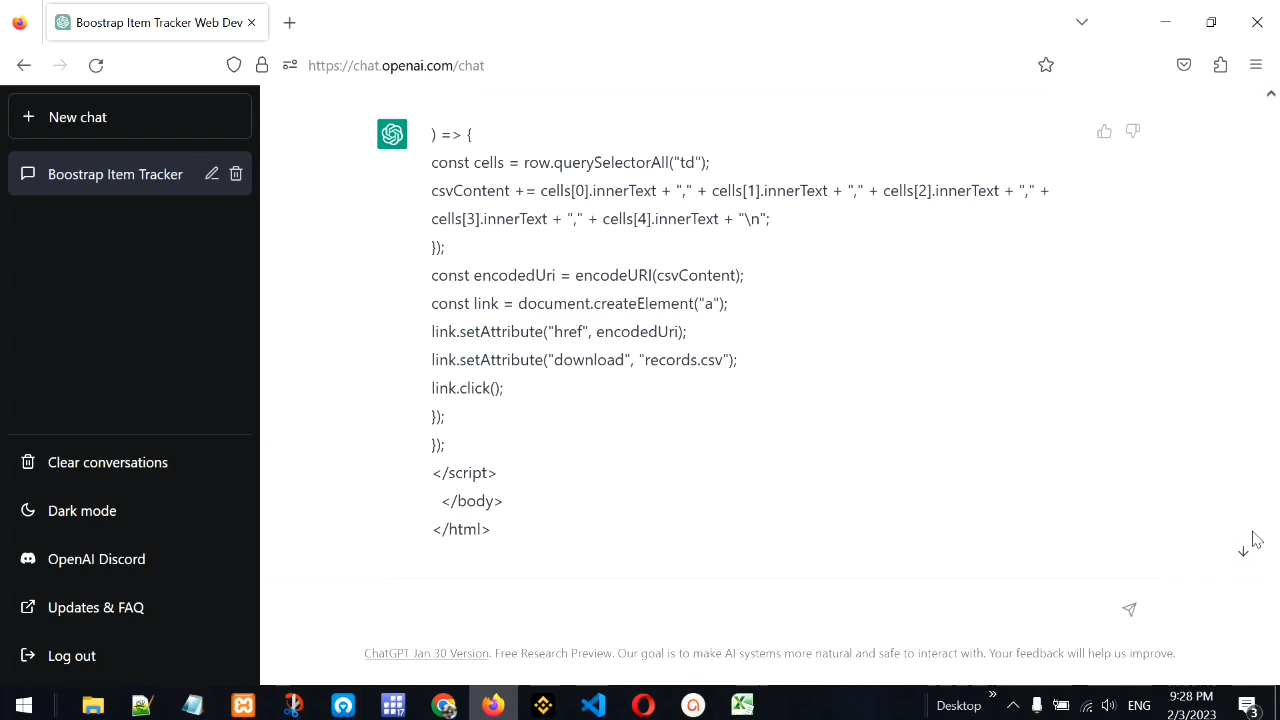 Boostrap Item Tracker Web Dev
https://chat.openai.com/chat
New chat
Boostrap Item Tracker
Clear conversations
Dark mode
OpenAI Discord
Updates & FAQ
Log out
) => {
const cells = row.querySelectorAll("td");
csvContent += cells[0].innerText + "," + cells[1].innerText + "," + cells[2].innerText + "," +
cells[3].innerText + "," + cells[4].innerText + "\n";
});
const encodedUri = encodeURI(csvContent);
const link = document.createElement("a");
link.setAttribute("href", encodedUri);
link.setAttribute("download", "records.csv");
link.click();
});
});
</script>
</body>
</html>
ChatGPT Jan 30 Version. Free Research Preview. Our goal is to make AI systems more natural and safe to interact with. Your feedback will help us improve.
17
Desktop
ENG
9:28 PM
2/3/2023
3